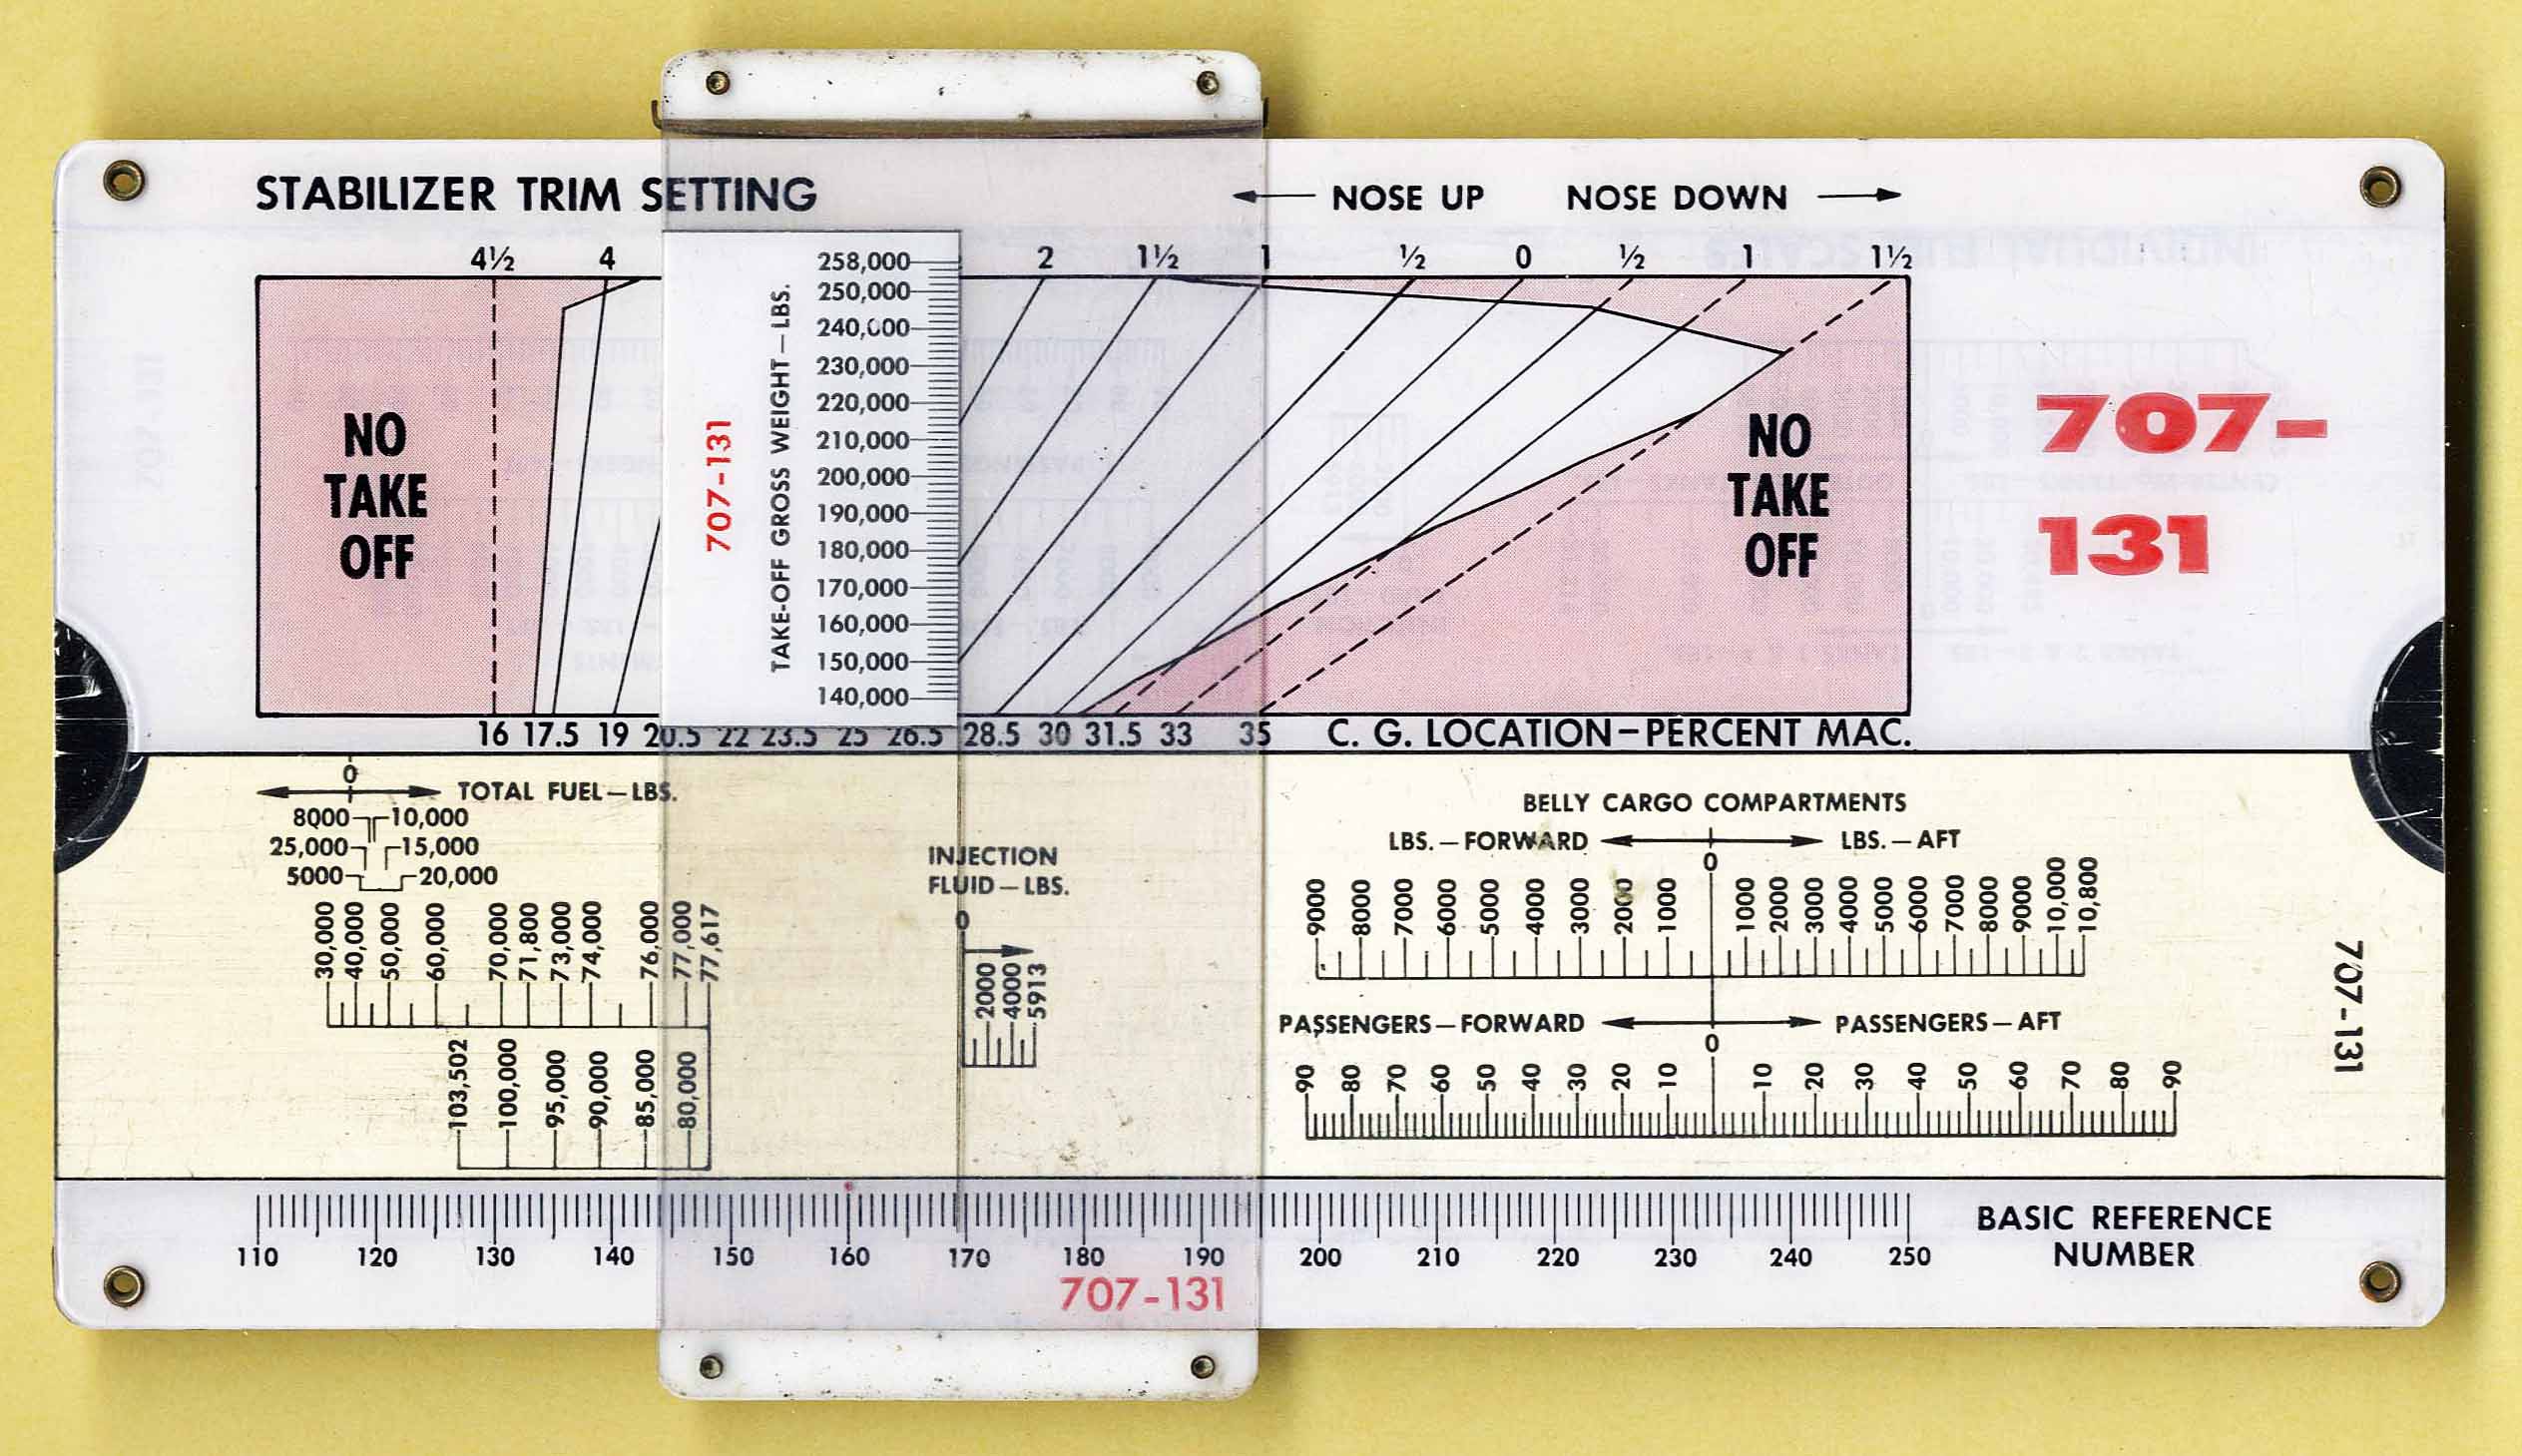 STABILIZER TRIM SETTING
NOSE UP NOSE DOWN
4½ 4 2 1½ 1 ½ 0 ½ 1 1½
NO
TAKE
OFF
707-131
TAKE-OFF GROSS WEIGHT—LBS.
258,000
250,000
240,000
230,000
220,000
210,000
200,000
190,000
180,000
170,000
160,000
150,000
140,000
NO
TAKE
OFF
707-
131
16 17.5 19 20.5 22 23.5 25 26.5 28.5 30 31.5 33 35 C. G. LOCATION—PERCENT MAC.
0
TOTAL FUEL—LBS.
8000 10,000
25,000 15,000
5000 20,000
30,000 40,000 50,000 60,000 70,000 71,800 73,000 74,000 76,000 77,000 77,617
103,502 100,000 95,000 90,000 85,000 80,000
INJECTION
FLUID—LBS.
0
2000 4000 5913
BELLY CARGO COMPARTMENTS
LBS.—FORWARD LBS.—AFT
0
9000 8000 7000 6000 5000 4000 3000 2000 1000 1000 2000 3000 4000 5000 6000 7000 8000 9000 10,000 10,800
PASSENGERS—FORWARD PASSENGERS—AFT
0
90 80 70 60 50 40 30 20 10 10 20 30 40 50 60 70 80 90
707-131
110 120 130 140 150 160 170 180 190 200 210 220 230 240 250
BASIC REFERENCE
NUMBER
707-131